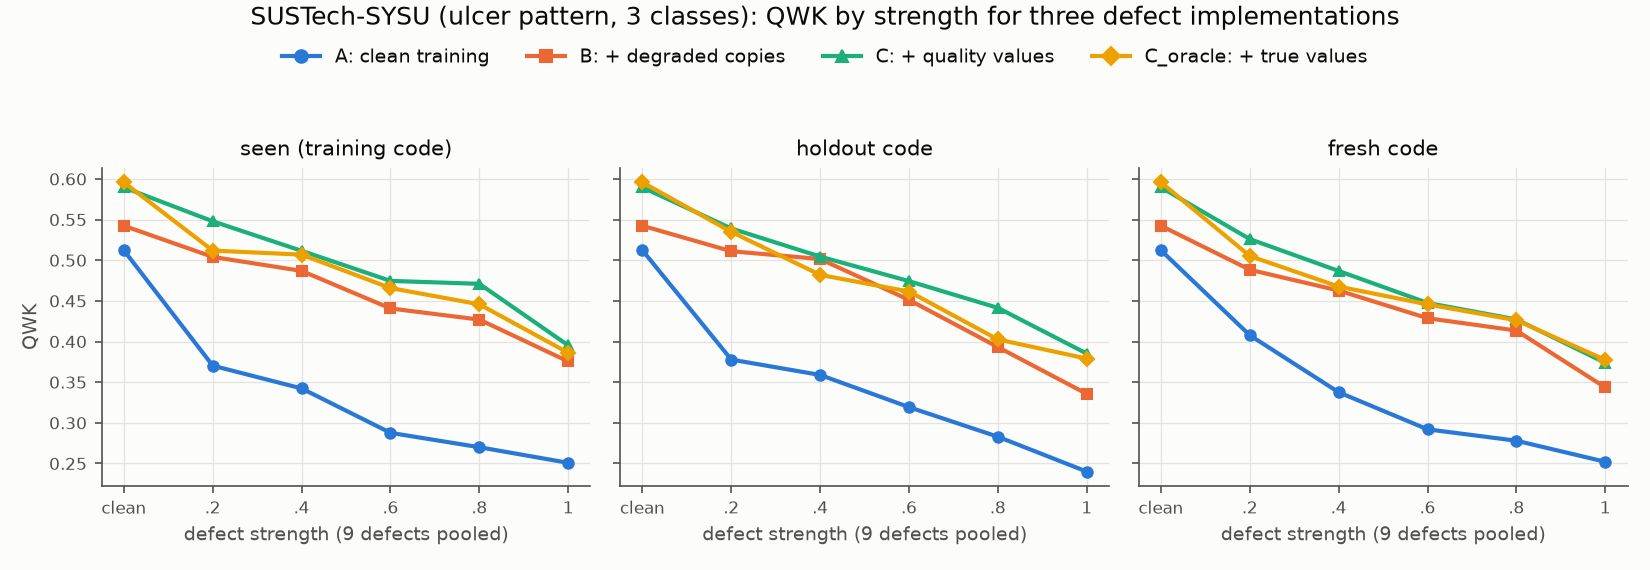 SUSTech-SYSU (ulcer pattern, 3 classes): QWK by strength for three defect implementations
A: clean training B: + degraded copies C: + quality values C_oracle: + true values
seen (training code) holdout code fresh code
QWK
0.60
0.55
0.50
0.45
0.40
0.35
0.30
0.25
clean .2 .4 .6 .8 1 clean .2 .4 .6 .8 1 clean .2 .4 .6 .8 1
defect strength (9 defects pooled) defect strength (9 defects pooled) defect strength (9 defects pooled)